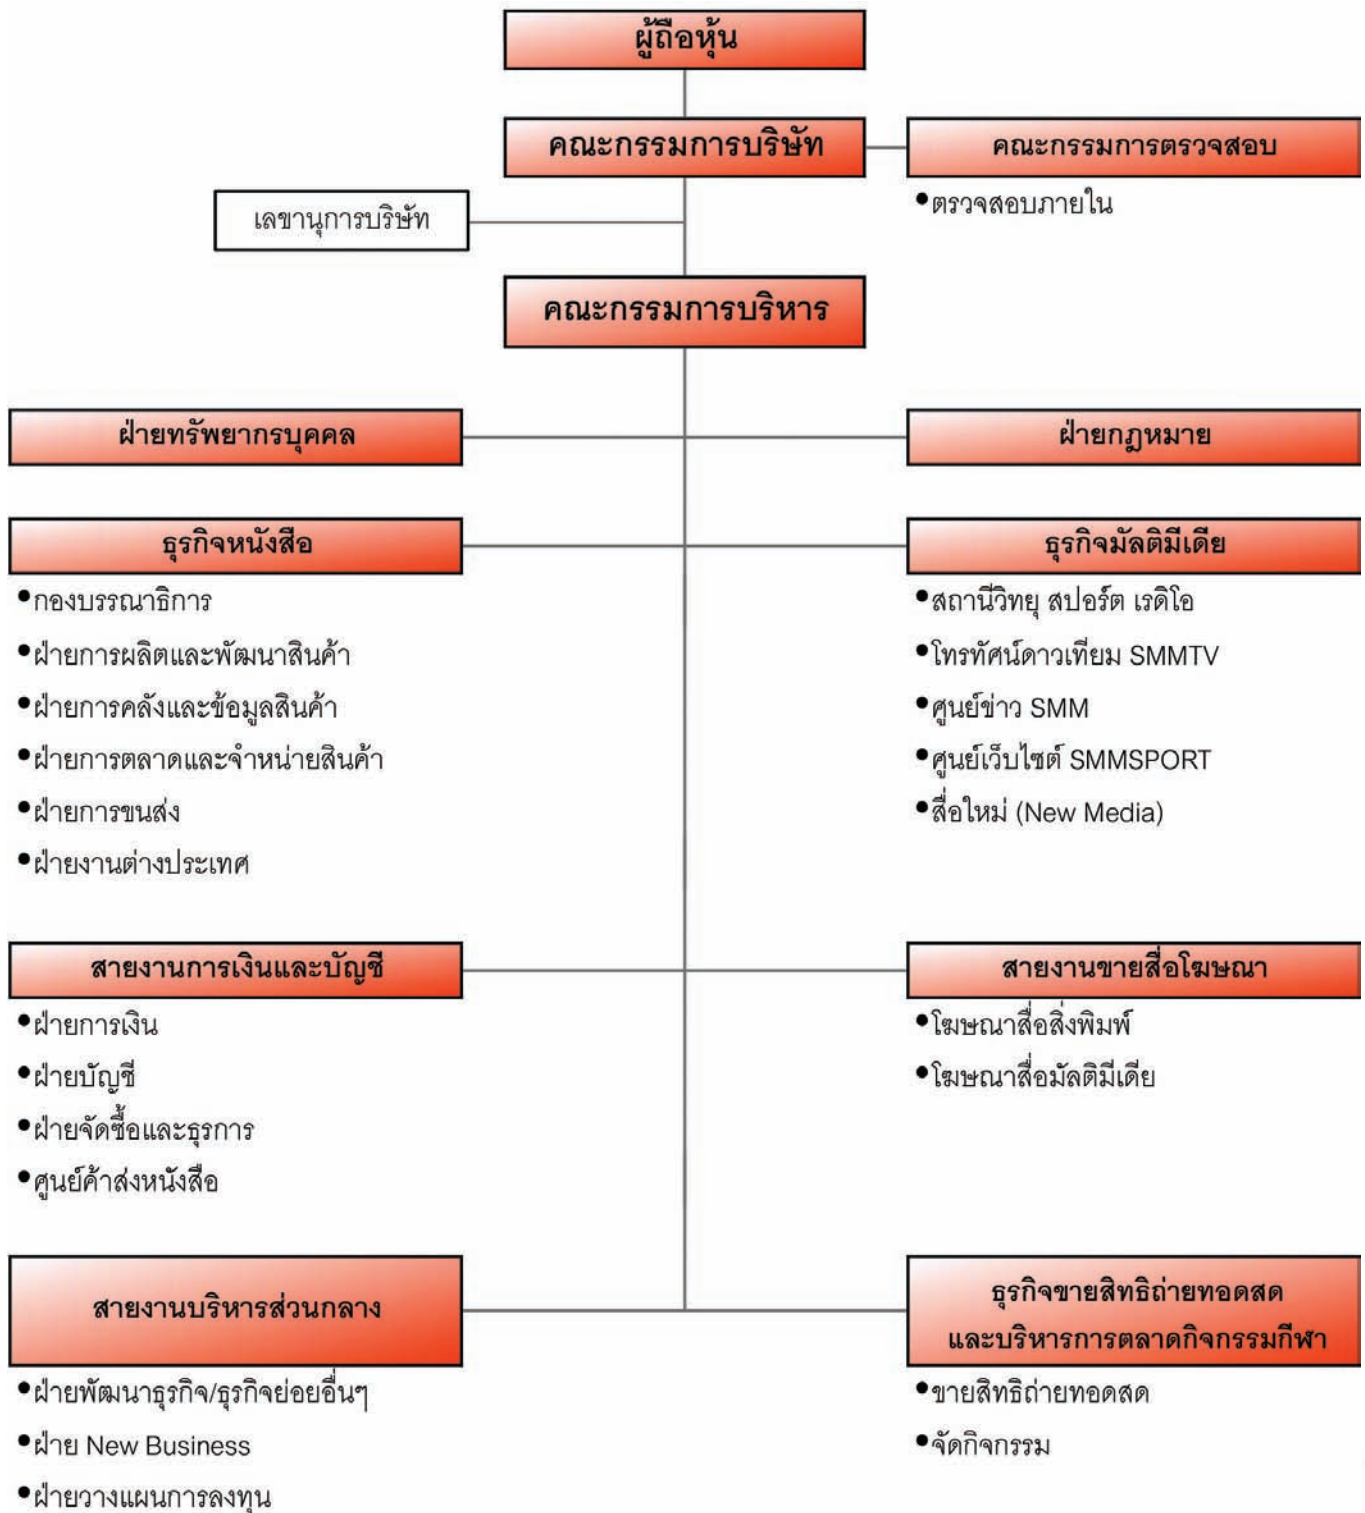 ผู้ถือหุ้น
คณะกรรมการบริษัท
คณะกรรมการตรวจสอบ
•ตรวจสอบภายใน
เลขานุการบริษัท
คณะกรรมการบริหาร
ฝ่ายทรัพยากรบุคคล
ฝ่ายกฎหมาย
ธุรกิจหนังสือ
•กองบรรณาธิการ
•ฝ่ายการผลิตและพัฒนาสินค้า
•ฝ่ายการคลังและข้อมูลสินค้า
•ฝ่ายการตลาดและจำหน่ายสินค้า
•ฝ่ายการขนส่ง
•ฝ่ายงานต่างประเทศ
ธุรกิจมัลติมีเดีย
•สถานีวิทยุ สปอร์ต เรดิโอ
•โทรทัศน์ดาวเทียม SMMTV
•ศูนย์ข่าว SMM
•ศูนย์เว็บไซต์ SMMSPORT
•สื่อใหม่ (New Media)
สายงานการเงินและบัญชี
•ฝ่ายการเงิน
•ฝ่ายบัญชี
•ฝ่ายจัดซื้อและธุรการ
•ศูนย์ค้าส่งหนังสือ
สายงานขายสื่อโฆษณา
•โฆษณาสื่อสิ่งพิมพ์
•โฆษณาสื่อมัลติมีเดีย
สายงานบริหารส่วนกลาง
•ฝ่ายพัฒนาธุรกิจ/ธุรกิจย่อยอื่นๆ
•ฝ่าย New Business
•ฝ่ายวางแผนการลงทุน
ธุรกิจขายสิทธิถ่ายทอดสด
และบริหารการตลาดกิจกรรมกีฬา
•ขายสิทธิถ่ายทอดสด
•จัดกิจกรรม